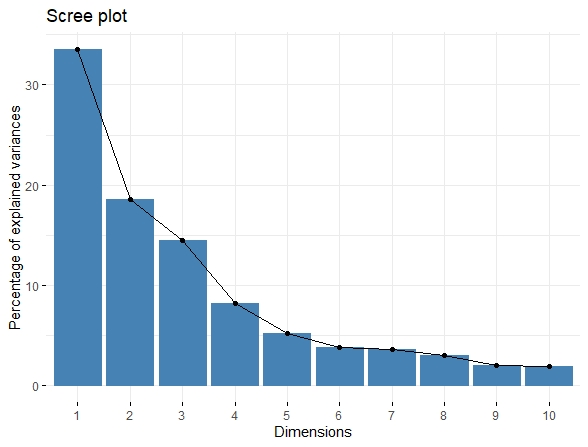 Scree plot
Percentage of explained variances
30
20
10
0
1 2 3 4 5 6 7 8 9 10
Dimensions